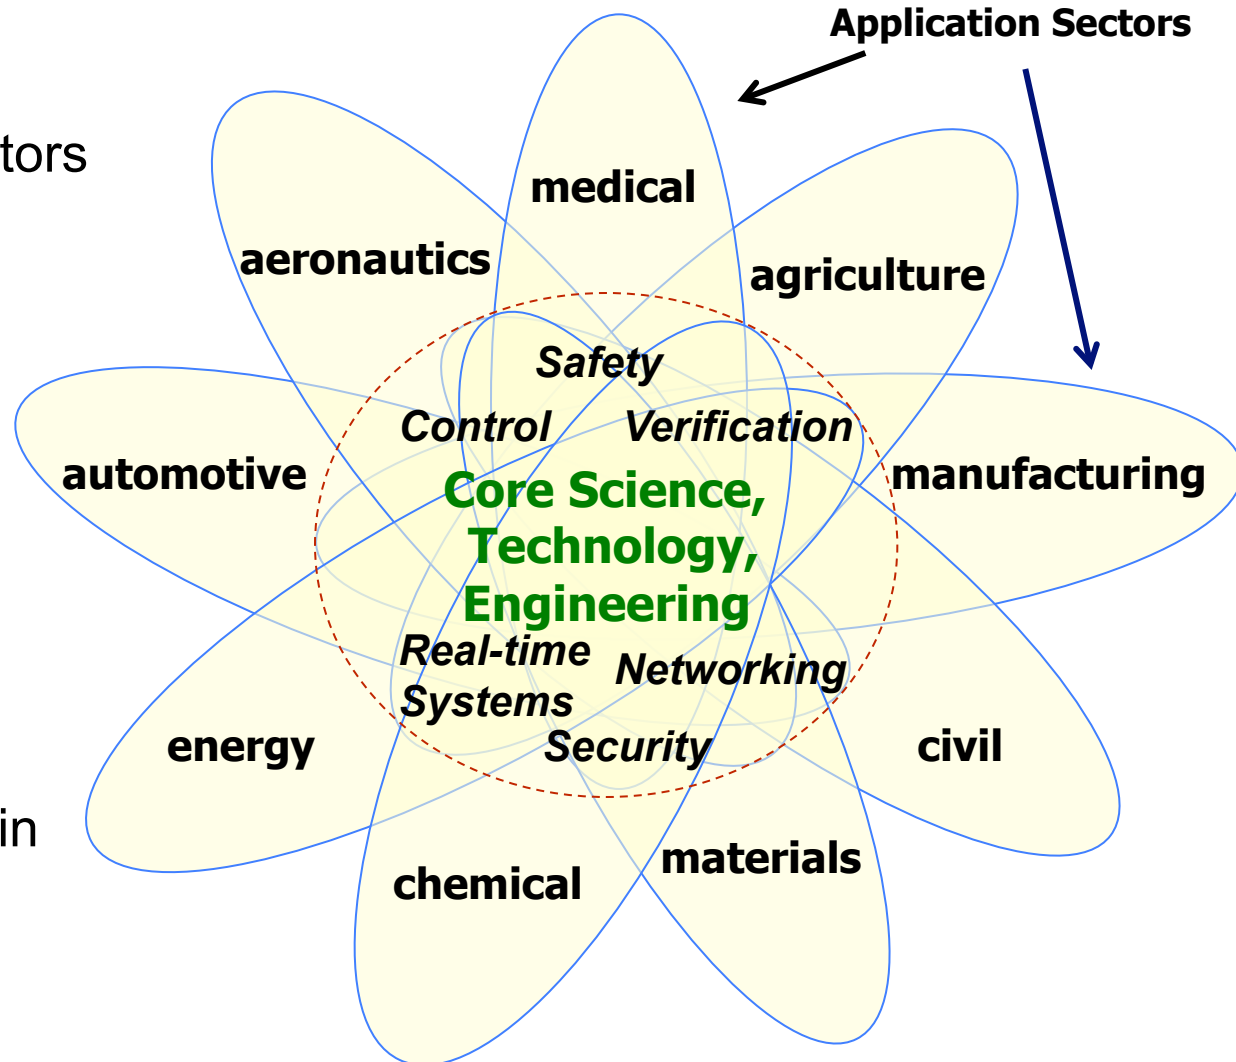 Application Sectors
tors
medical
aeronautics
agriculture
Safety
Control
Verification
automotive
manufacturing
Core Science,
Technology,
Engineering
Real-time
Systems
Networking
Security
energy
civil
in
chemical
materials